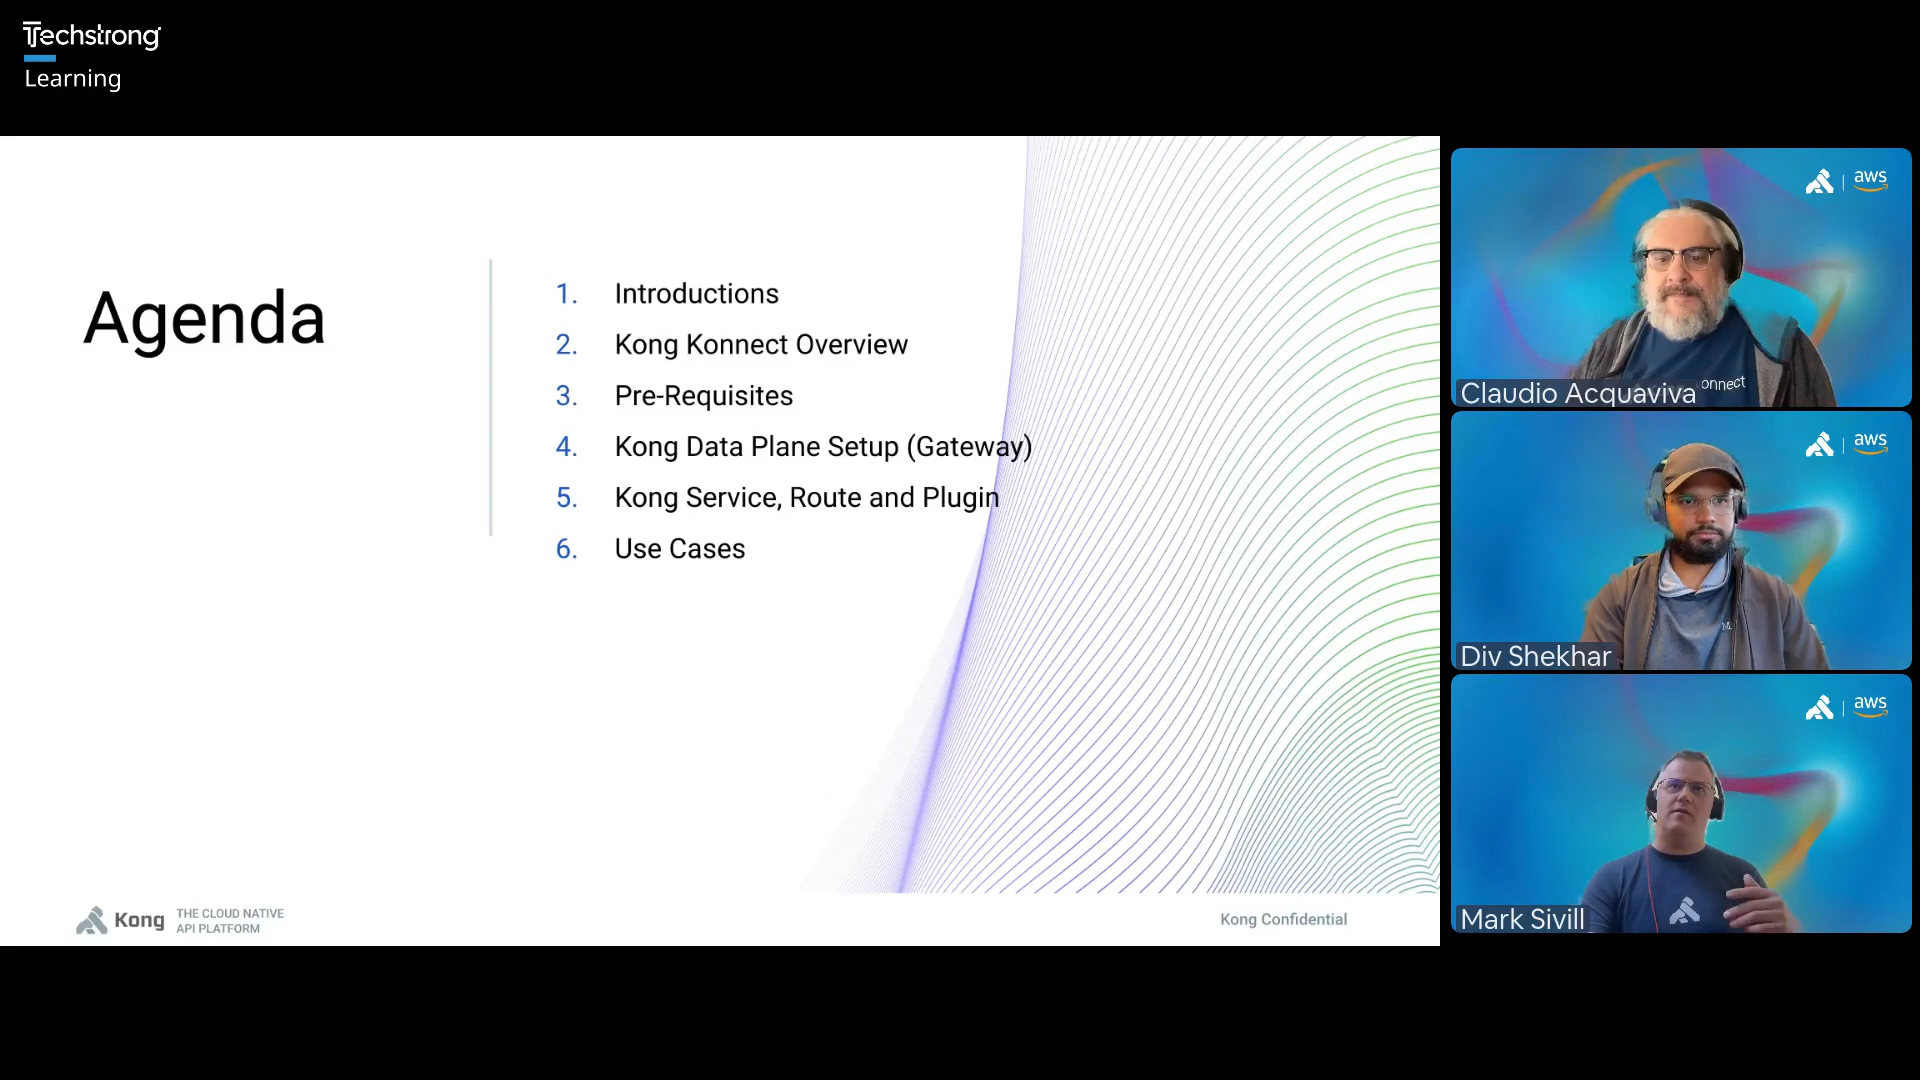 Techstrong
Learning
Agenda
1. Introductions
2. Kong Konnect Overview
3. Pre-Requisites
4. Kong Data Plane Setup (Gateway)
5. Kong Service, Route and Plugin
6. Use Cases
Kong THE CLOUD NATIVE
API PLATFORM
Kong Confidential
aws
onnect
Claudio Acquaviva
aws
M
Div Shekhar
aws
Mark Sivill